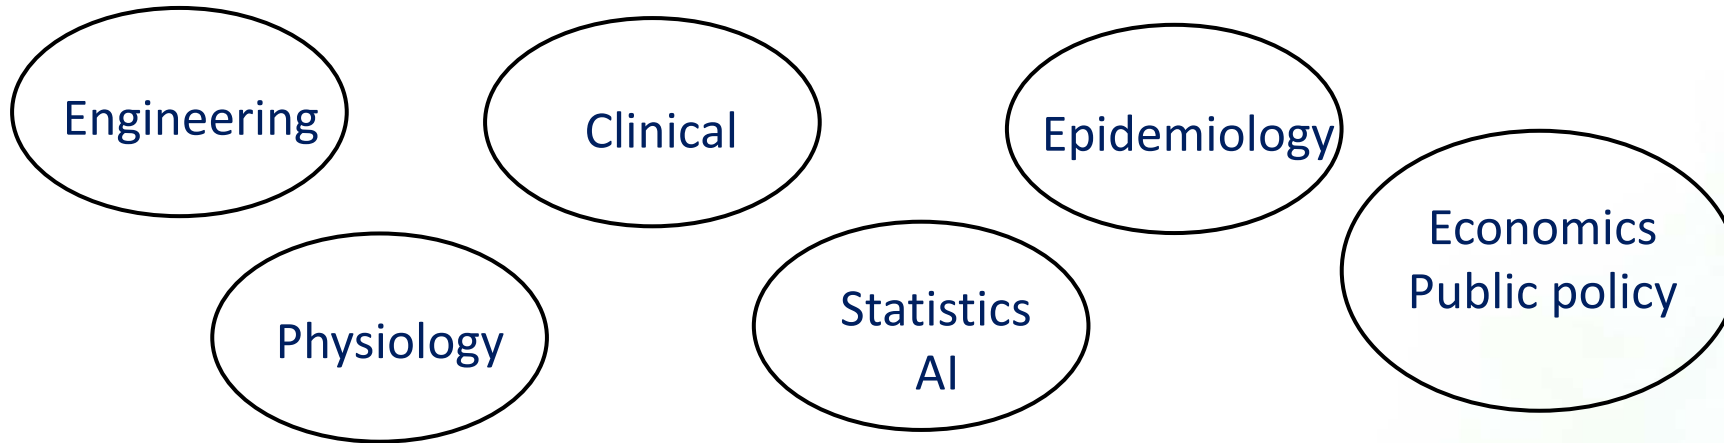 Engineering
Clinical
Epidemiology
Economics
Public policy
Physiology
Statistics
AI